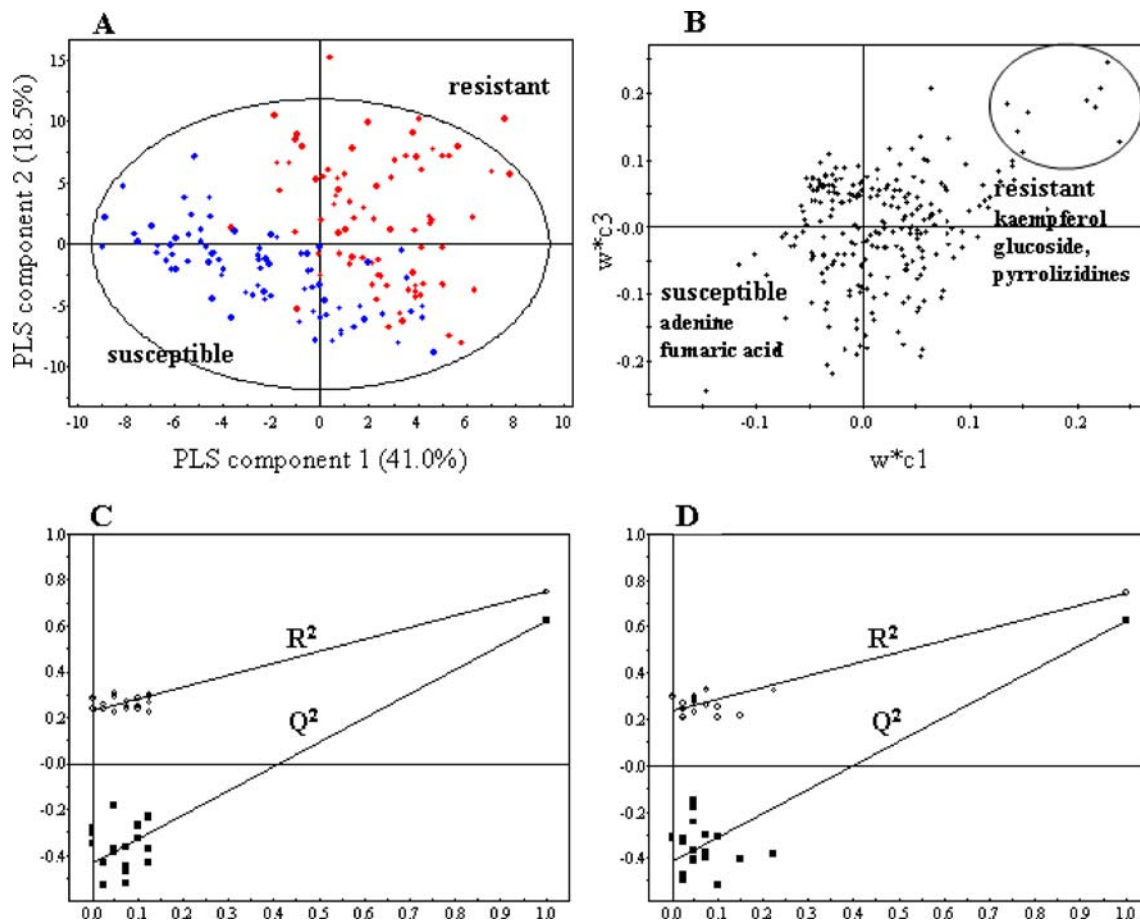 A
B
15
10
5
0
-5
-10
resistant
susceptible
-10 -8 -6 -4 -2 0 2 4 6 8 10
PLS component 1 (41.0%)
PLS component 2 (18.5%)
0.2
0.1
-0.0
-0.1
-0.2
w*c3
resistant
kaempferol
glucoside,
pyrrolizidines
susceptible
adenine
fumaric acid
-0.1 0.0 0.1 0.2
w*c1
C
1.0
0.8
0.6
0.4
0.2
-0.0
-0.2
-0.4
R²
Q²
0.0 0.1 0.2 0.3 0.4 0.5 0.6 0.7 0.8 0.9 1.0
D
1.0
0.8
0.6
0.4
0.2
-0.0
-0.2
-0.4
R²
Q²
0.0 0.1 0.2 0.3 0.4 0.5 0.6 0.7 0.8 0.9 1.0